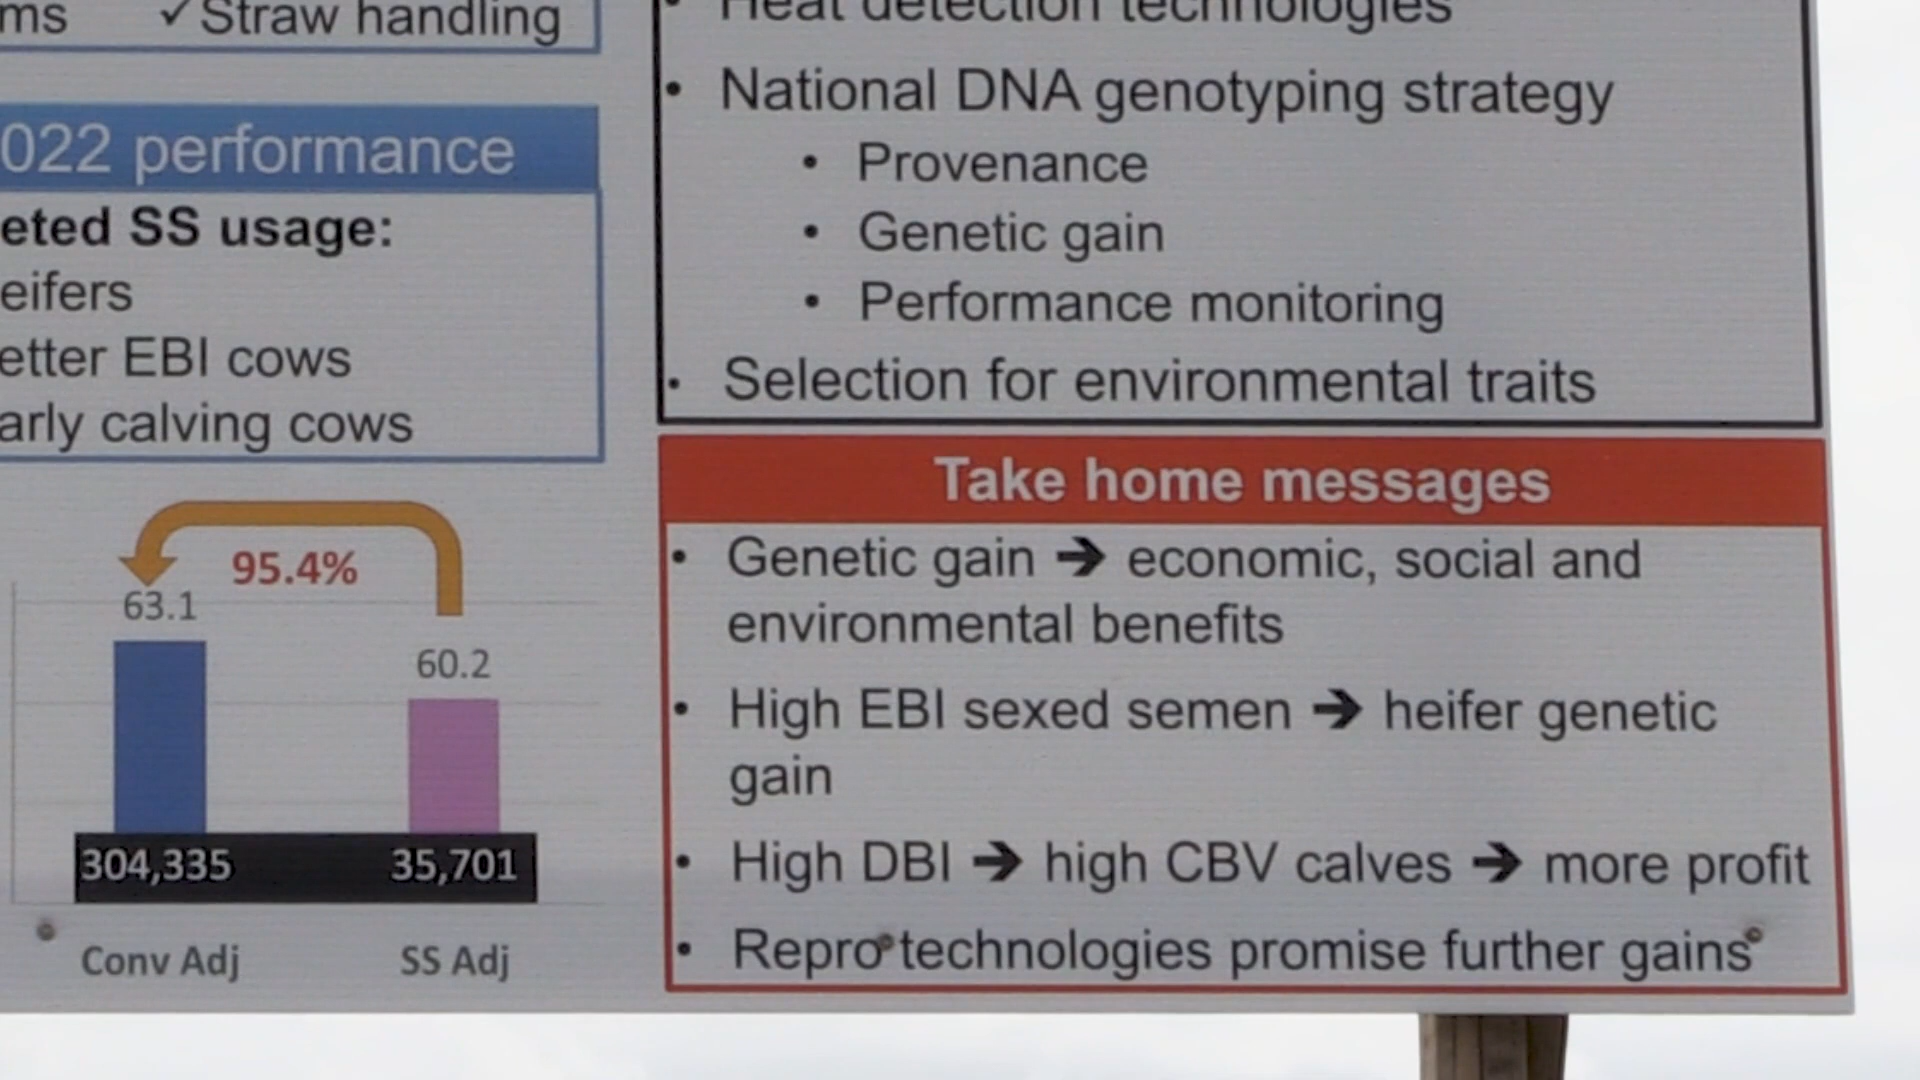 ms ✓Straw handling
022 performance
eted SS usage:
eifers
etter EBI cows
arly calving cows
95.4%
63.1
60.2
304,335 35,701
Conv Adj SS Adj
• Heat detection technologies
• National DNA genotyping strategy
• Provenance
• Genetic gain
• Performance monitoring
• Selection for environmental traits
Take home messages
• Genetic gain ➔ economic, social and
environmental benefits
• High EBI sexed semen ➔ heifer genetic
gain
• High DBI ➔ high CBV calves ➔ more profit
• Repro technologies promise further gains